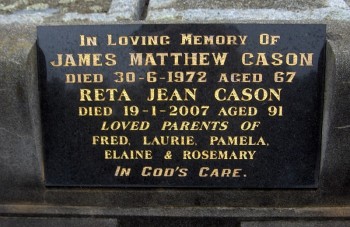 In Loving Memory Of
James Matthew Cason
Died 30-6-1972 Aged 67
Reta Jean Cason
Died 19-1-2007 Aged 91
Loved Parents Of
Fred, Laurie, Pamela,
Elaine & Rosemary
In God's Care.